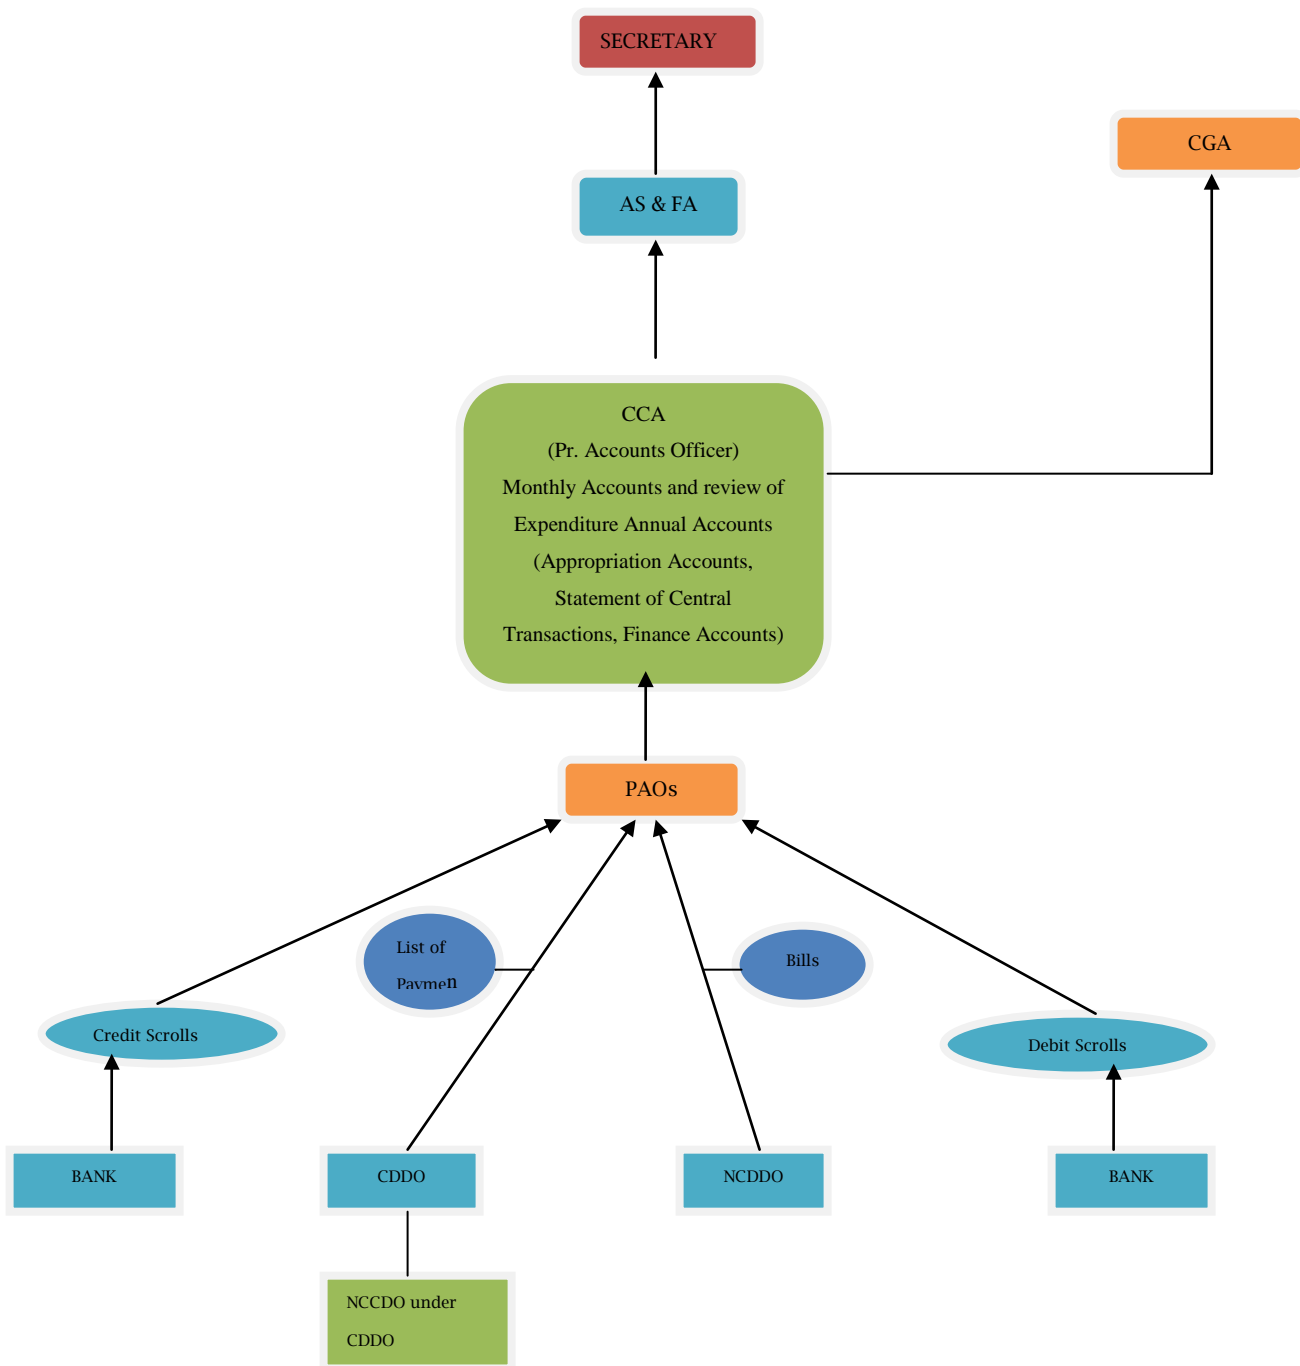 SECRETARY
CGA
AS & FA
CCA
(Pr. Accounts Officer)
Monthly Accounts and review of
Expenditure Annual Accounts
(Appropriation Accounts,
Statement of Central
Transactions, Finance Accounts)
PAOs
List of
Paymen
Bills
Credit Scrolls
Debit Scrolls
BANK
CDDO
NCDDO
BANK
NCCDO under
CDDO